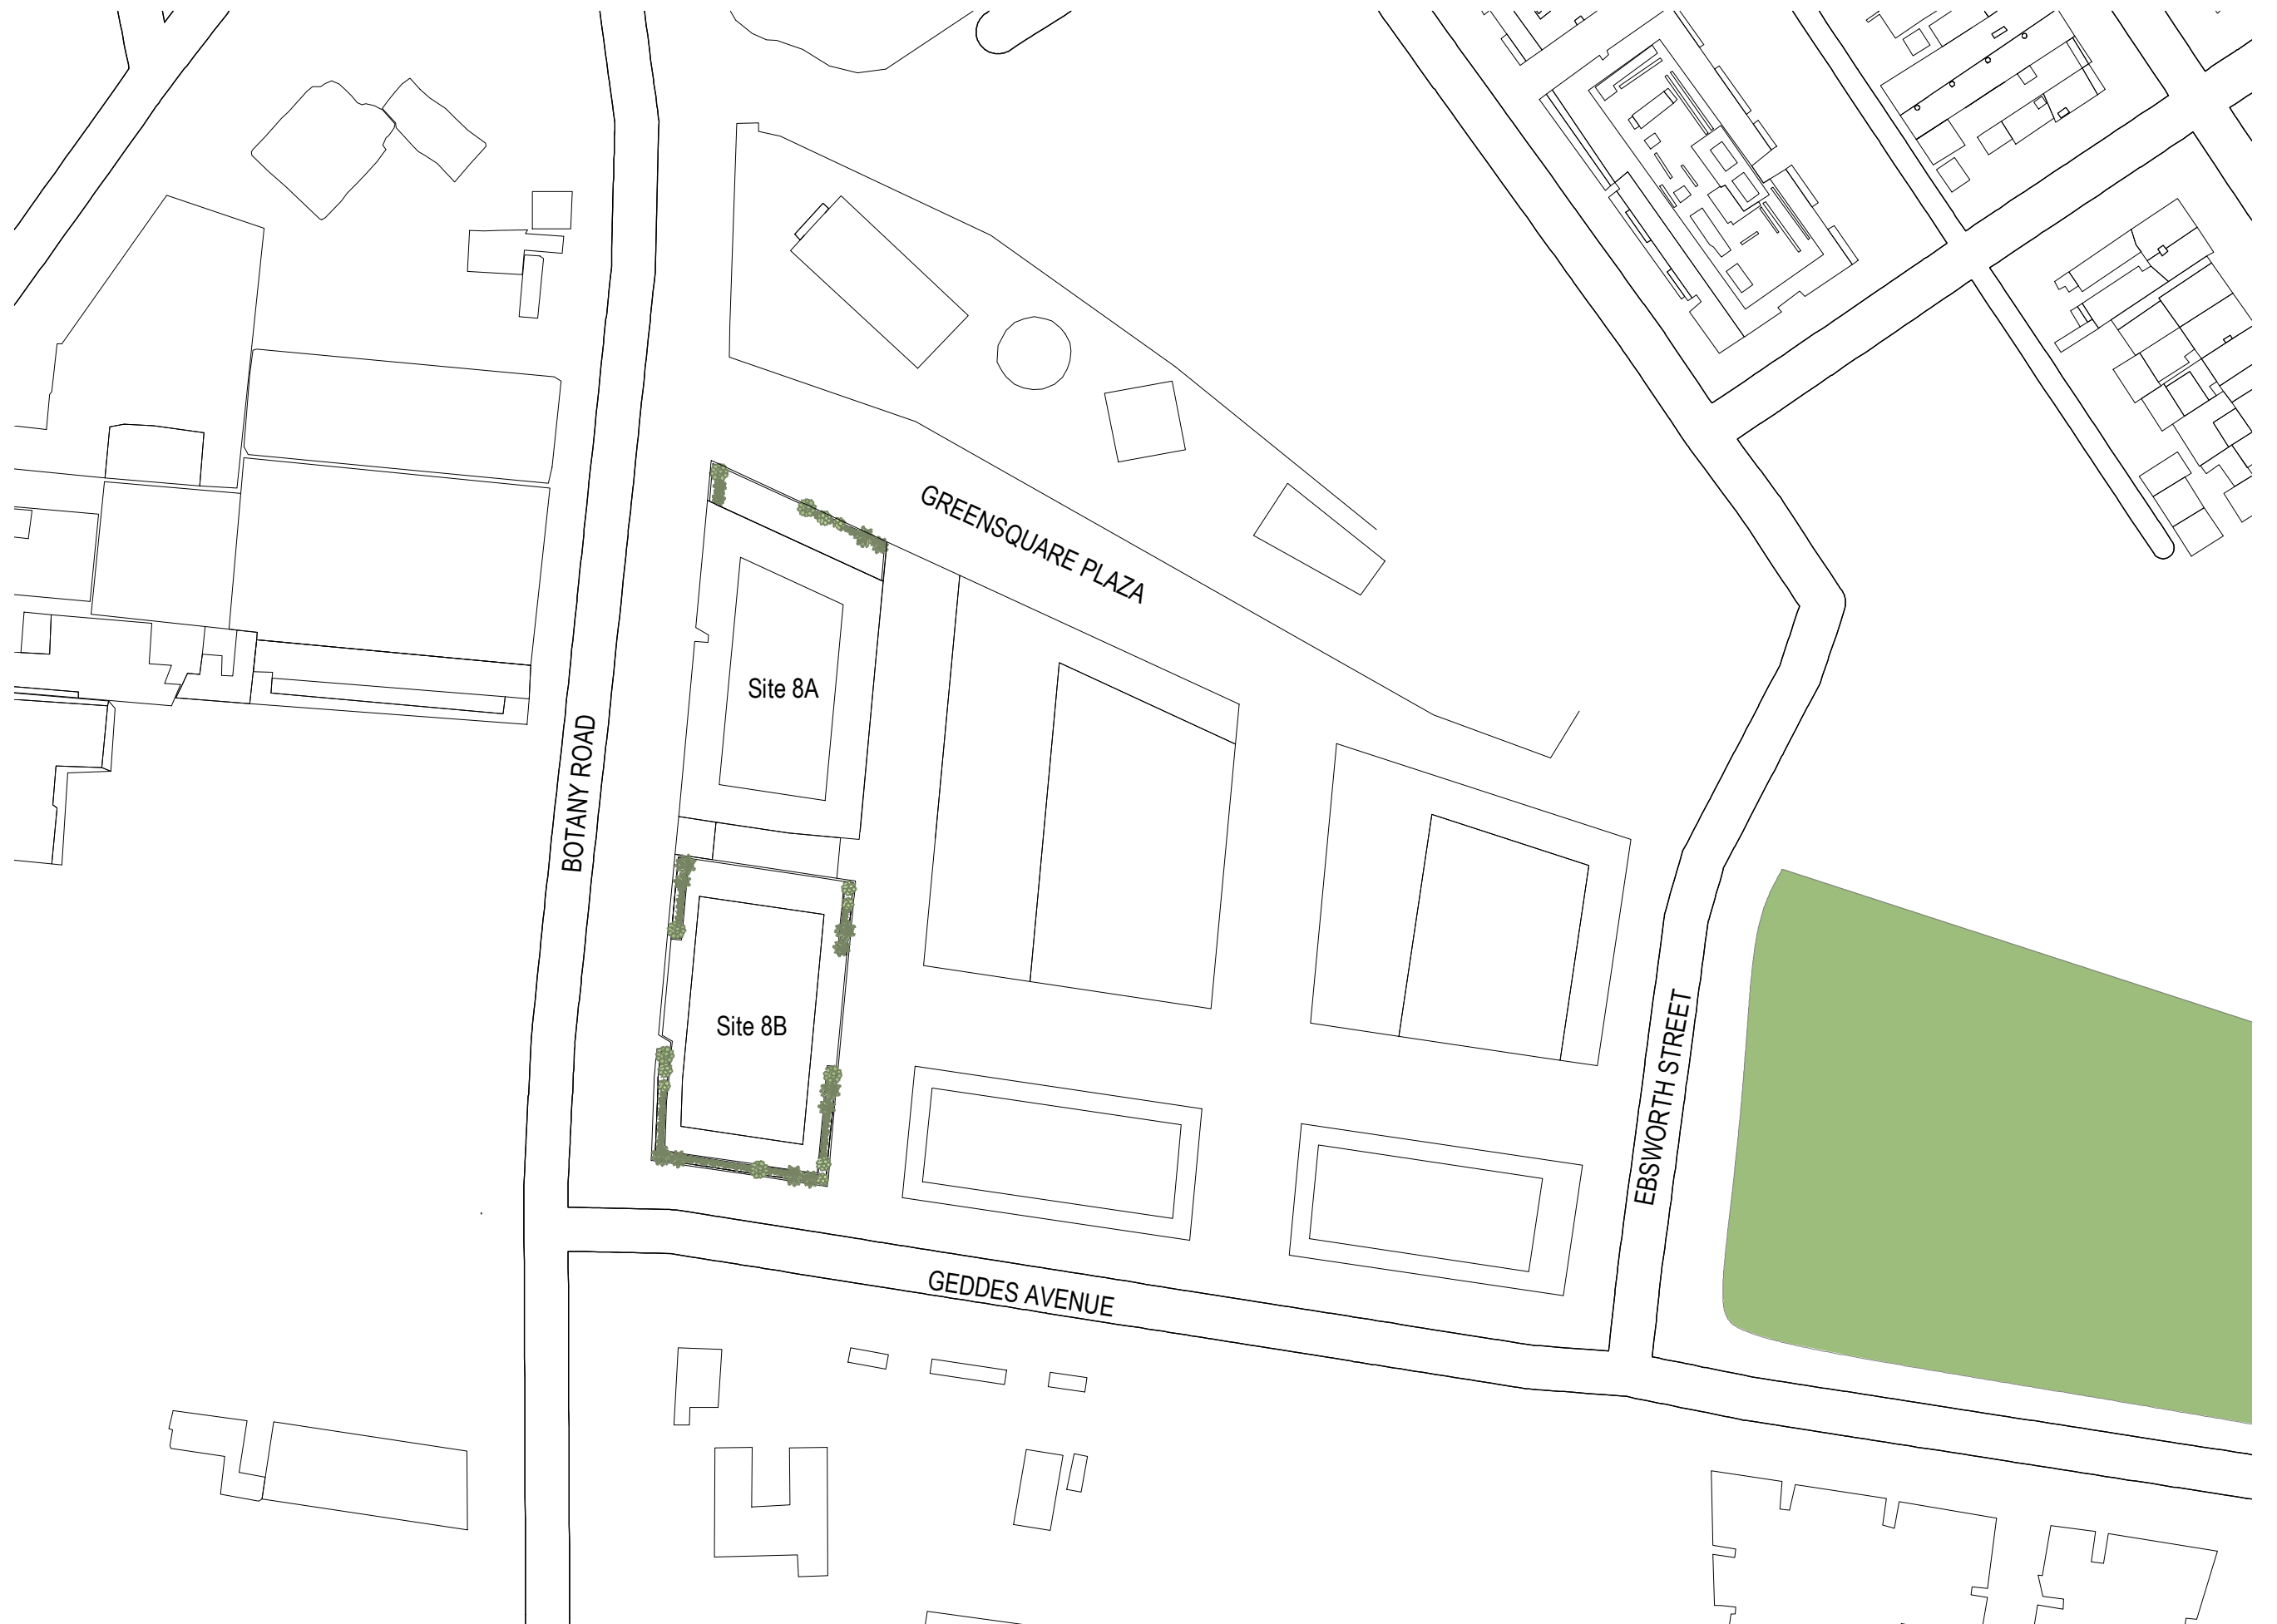 GREENSQUARE PLAZA
Site 8A
BOTANY ROAD
Site 8B
EBSWORTH STREET
GEDDES AVENUE